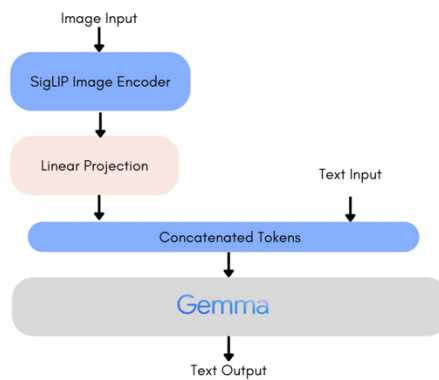 Image Input
SigLIP Image Encoder
Linear Projection
Text Input
Concatenated Tokens
Gemma
Text Output